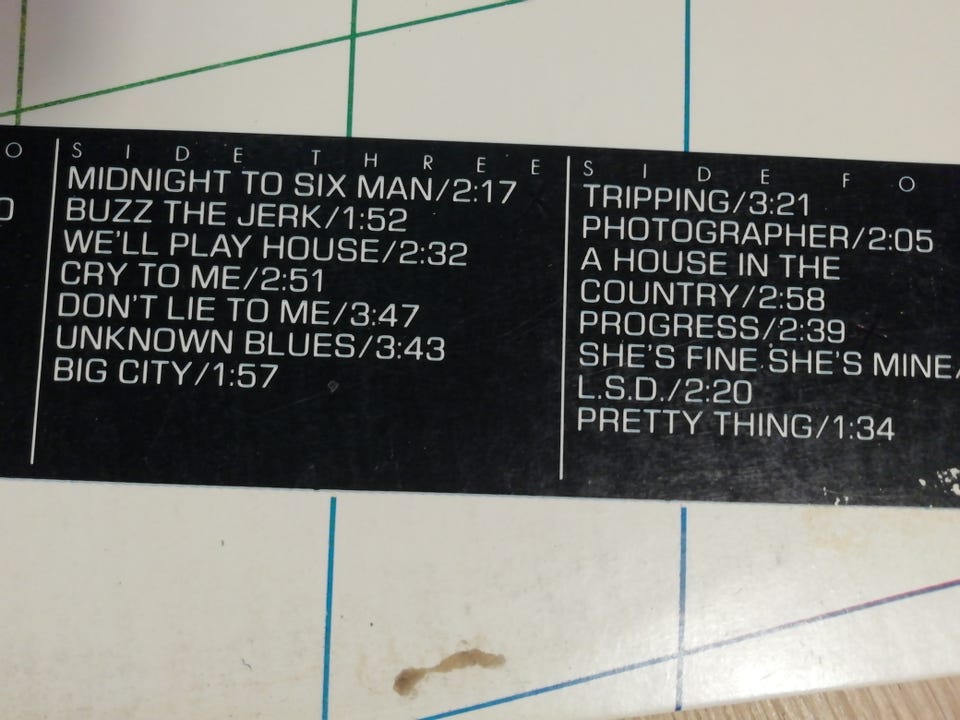 O
O
SIDE THREE
MIDNIGHT TO SIX MAN/2:17
BUZZ THE JERK/1:52
WE'LL PLAY HOUSE/2:32
CRY TO ME/2:51
DON'T LIE TO ME/3:47
UNKNOWN BLUES/3:43
BIG CITY/1:57
SIDE FO
TRIPPING/3:21
PHOTOGRAPHER/2:05
A HOUSE IN THE
COUNTRY/2:58
PROGRESS/2:39
SHE'S FINE SHE'S MINE/
L.S.D./2:20
PRETTY THING/1:34